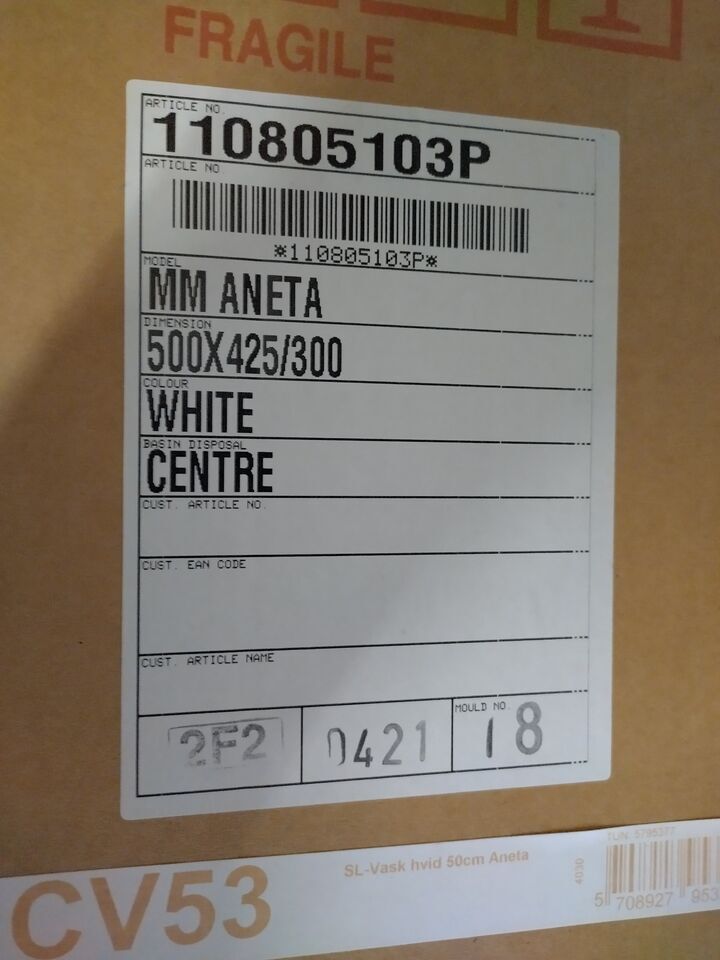 FRAGILE
ARTICLE NO.
110805103P
ARTICLE NO
*110805103P*
MODEL
MM ANETA
DIMENSION
500X425/300
COLOUR
WHITE
BASIN DISPOSAL
CENTRE
CUST. ARTICLE NO.
CUST. EAN CODE
CUST. ARTICLE NAME
2F2
0421
MOULD NO.
18
CV53
SL-Vask hvid 50cm Aneta
4030
TUN. 5795377
5 708927 953